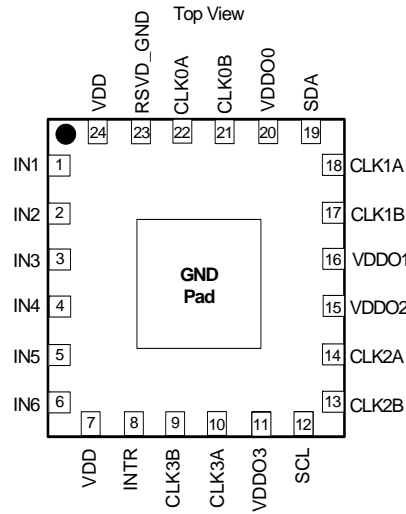 Top View
VDD
RSVD_GND
CLK0A
CLK0B
VDDO0
SDA
24
23
22
21
20
19
IN1
1
18
CLK1A
IN2
2
17
CLK1B
IN3
3
16
VDDO1
GND
Pad
IN4
4
15
VDDO2
IN5
5
14
CLK2A
IN6
6
13
CLK2B
7
8
9
10
11
12
VDD
INTR
CLK3B
CLK3A
VDDO3
SCL